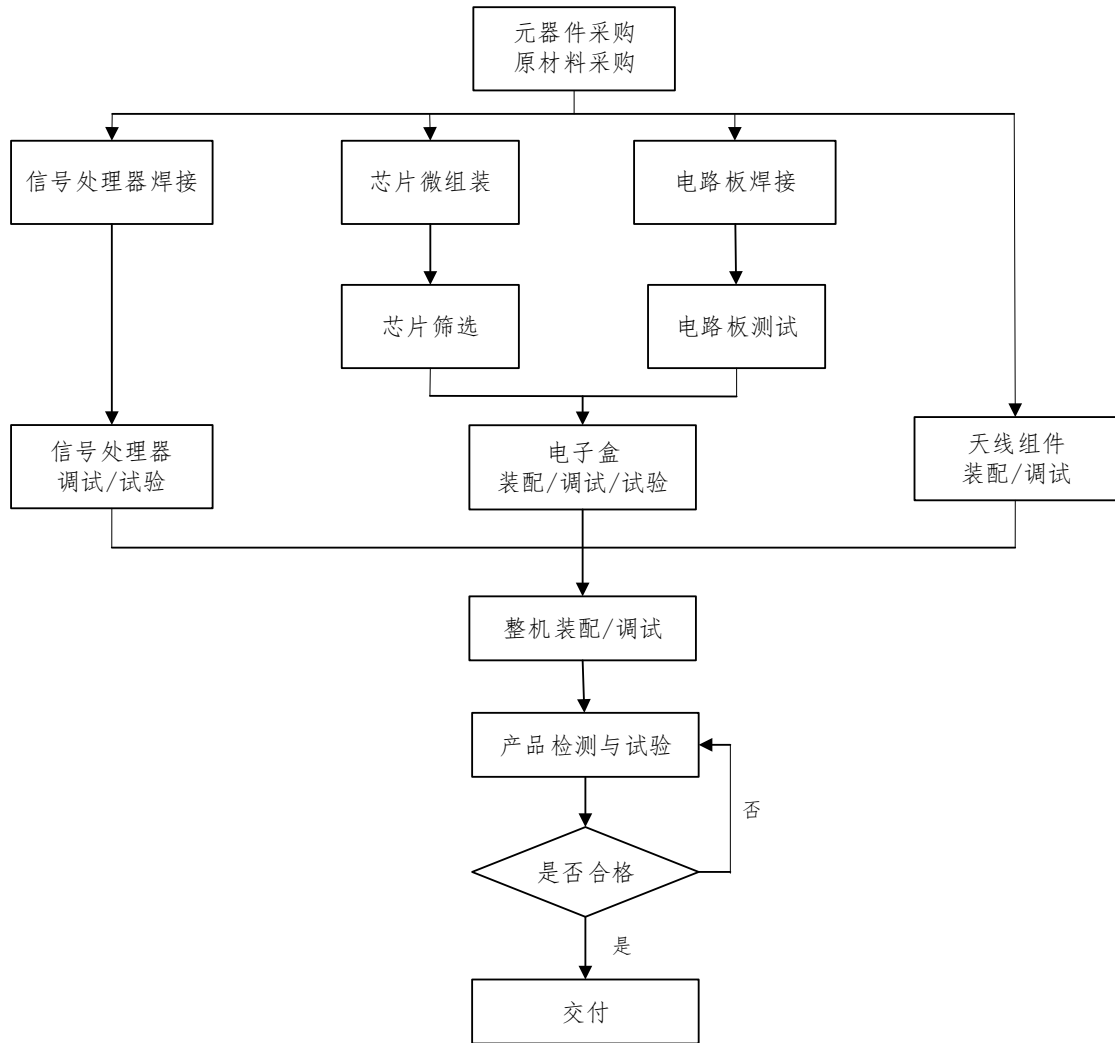 元器件采购
原材料采购
信号处理器焊接
芯片微组装
电路板焊接
芯片筛选
电路板测试
信号处理器
调试/试验
电子盒
装配/调试/试验
天线组件
装配/调试
整机装配/调试
产品检测与试验
否
是否合格
是
交付